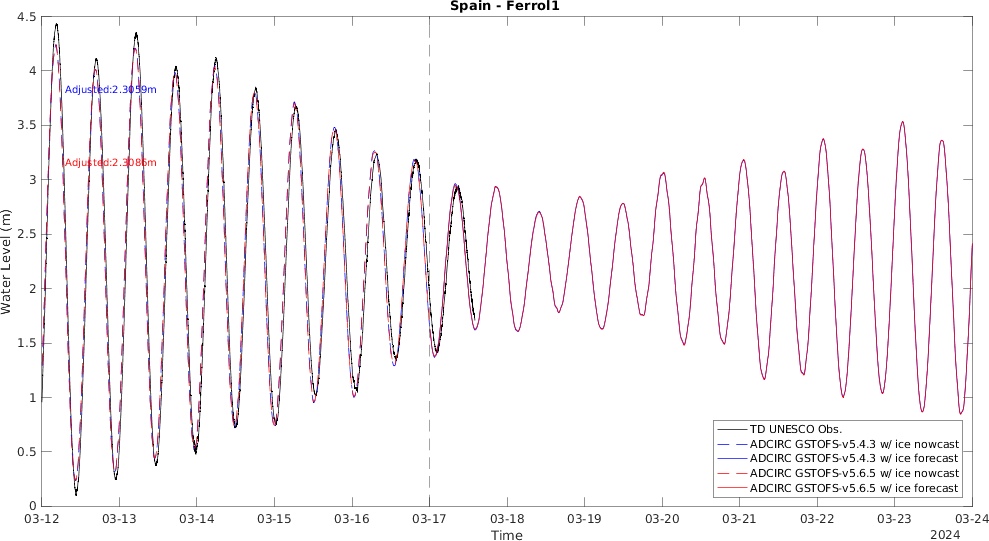 Spain - Ferrol1
4.5
4
3.5
3
2.5
2
1.5
1
0.5
0
Water Level (m)
Adjusted:2.3059m
Adjusted:2.3086m
TD UNESCO Obs.
ADCIRC GSTOFS-v5.4.3 w/ ice nowcast
ADCIRC GSTOFS-v5.4.3 w/ ice forecast
ADCIRC GSTOFS-v5.6.5 w/ ice nowcast
ADCIRC GSTOFS-v5.6.5 w/ ice forecast
03-12 03-13 03-14 03-15 03-16 03-17 03-18 03-19 03-20 03-21 03-22 03-23 03-24
Time
2024